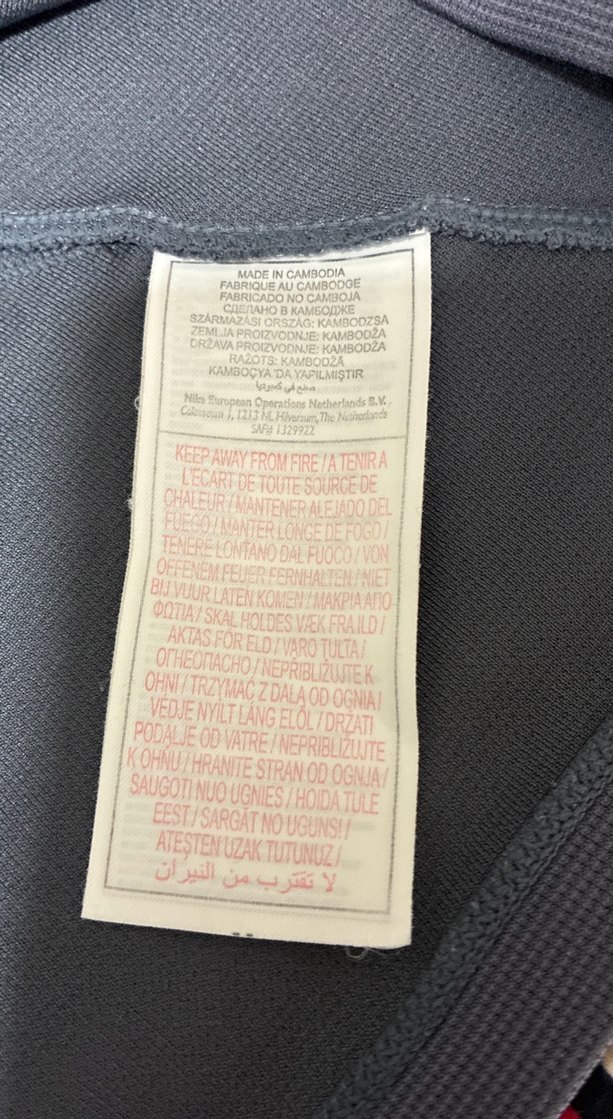 MADE IN CAMBODIA
FABRIQUE AU CAMBODGE
FABRICADO NO CAMBOJA
СДЕЛАНО В КАМБОДЖЕ
SZÁRMAZÁSI ORSZÁG: KAMBODZSA
ZEMLJA PROIZVODNJE: KAMBODŽA
DRŽAVA PROIZVODNJE: KAMBODŽA
RAŽOTS: KAMBODŽĀ
KAMBOÇYA 'DA YAPILMIŞTIR
صنع في كمبوديا
Nike European Operations Netherlands B.V.
Colosseum 1, 1213 NL Hilversum, The Netherlands
SAF# 1329922
KEEP AWAY FROM FIRE / A TENIR A
L'ECART DE TOUTE SOURCE DE
CHALEUR / MANTENER ALEJADO DEL
FUEGO / MANTER LONGE DE FOGO /
TENERE LONTANO DAL FUOCO / VON
OFFENEM FEUER FERNHALTEN / NIET
BIJ VUUR LATEN KOMEN / ΜΑΚΡΙΑ ΑΠΟ
ΦΩΤΙΑ / SKAL HOLDES VÆK FRA ILD /
AKTAS FÖR ELD / VARO TULTA /
ОГНЕОПАСНО / NEPŘIBLIŽUJTE K
OHNI / TRZYMAĆ Z DALA OD OGNIA /
VEDJE NYÍLT LÁNG ELŐL / DRŽATI
PODALJE OD VATRE / NEPRIBLIŽUJTE
K OHŇU / HRANITE STRAN OD OGNJA /
SAUGOTI NUO UGNIES / HOIDA TULE
EEST / SARGĀT NO UGUNS! /
ATEŞTEN UZAK TUTUNUZ /
لا تقترب من النيران